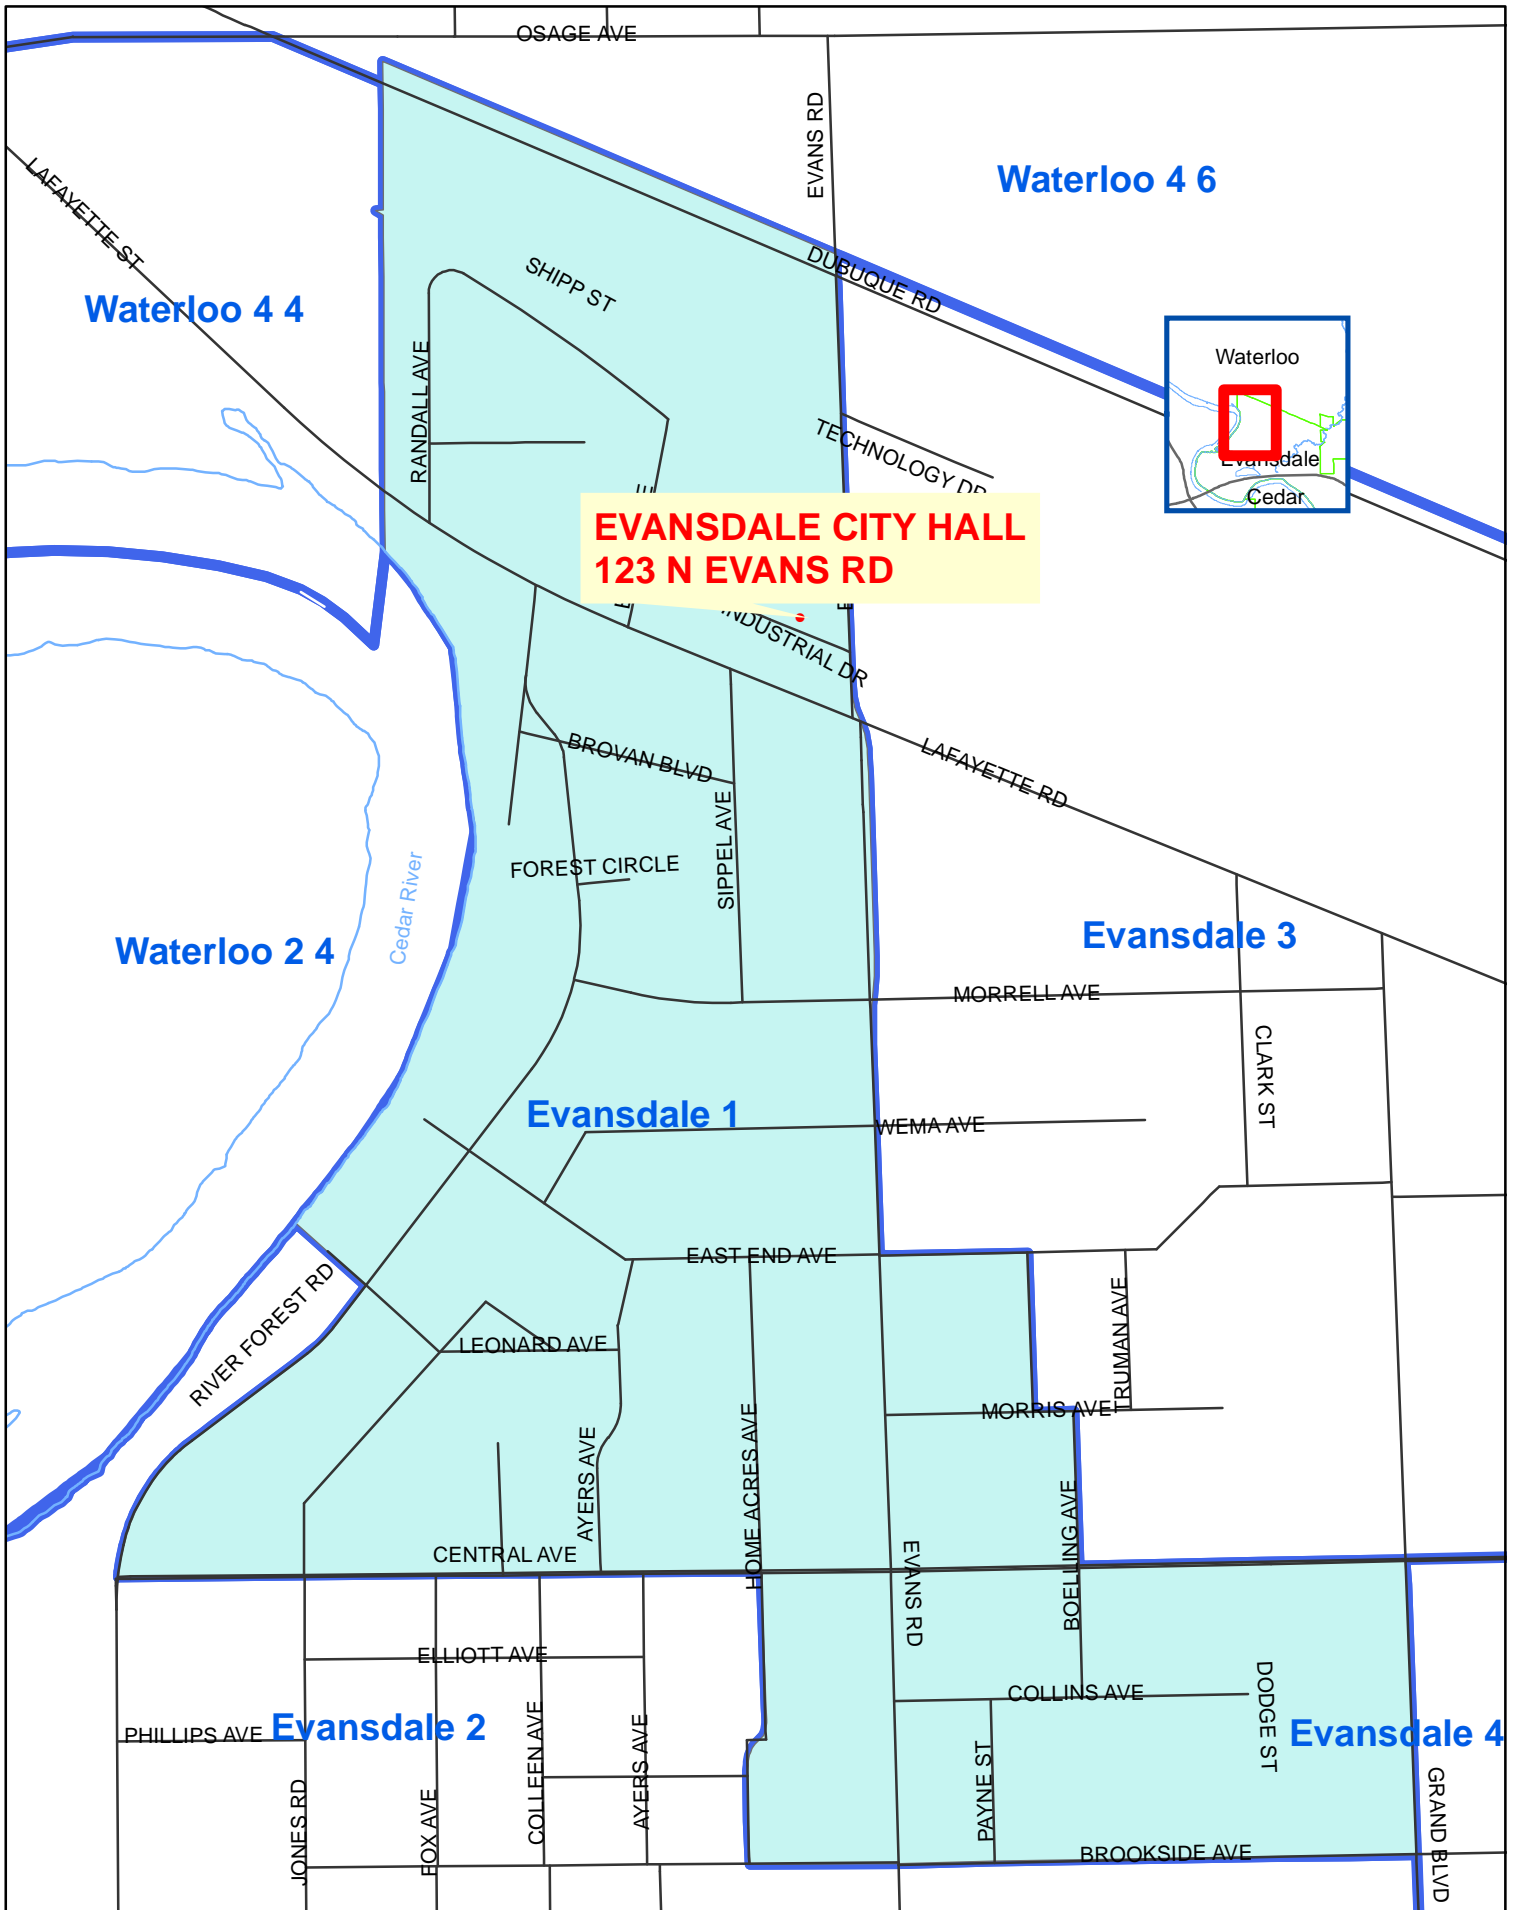 OSAGE AVE
EVANS RD
Waterloo 4 6
LAFAYETTE ST
DUBUQUE RD
SHIPP ST
Waterloo 4 4
Waterloo
RANDALL AVE
TECHNOLOGY DR
Evansdale
Cedar
EVANSDALE CITY HALL
123 N EVANS RD
INDUSTRIAL DR
BROVAN BLVD
LAFAYETTE RD
SIPPEL AVE
FOREST CIRCLE
Cedar River
Waterloo 2 4
Evansdale 3
MORRELL AVE
CLARK ST
Evansdale 1
WEMA AVE
EAST END AVE
RIVER FOREST RD
TRUMAN AVE
LEONARD AVE
MORRIS AVE
AYERS AVE
HOME ACRES AVE
BOELLING AVE
CENTRAL AVE
EVANS RD
ELLIOTT AVE
COLLINS AVE
DODGE ST
PHILLIPS AVE
Evansdale 2
Evansdale 4
COLLEEN AVE
AYERS AVE
PAYNE ST
JONES RD
FOX AVE
GRAND BLVD
BROOKSIDE AVE